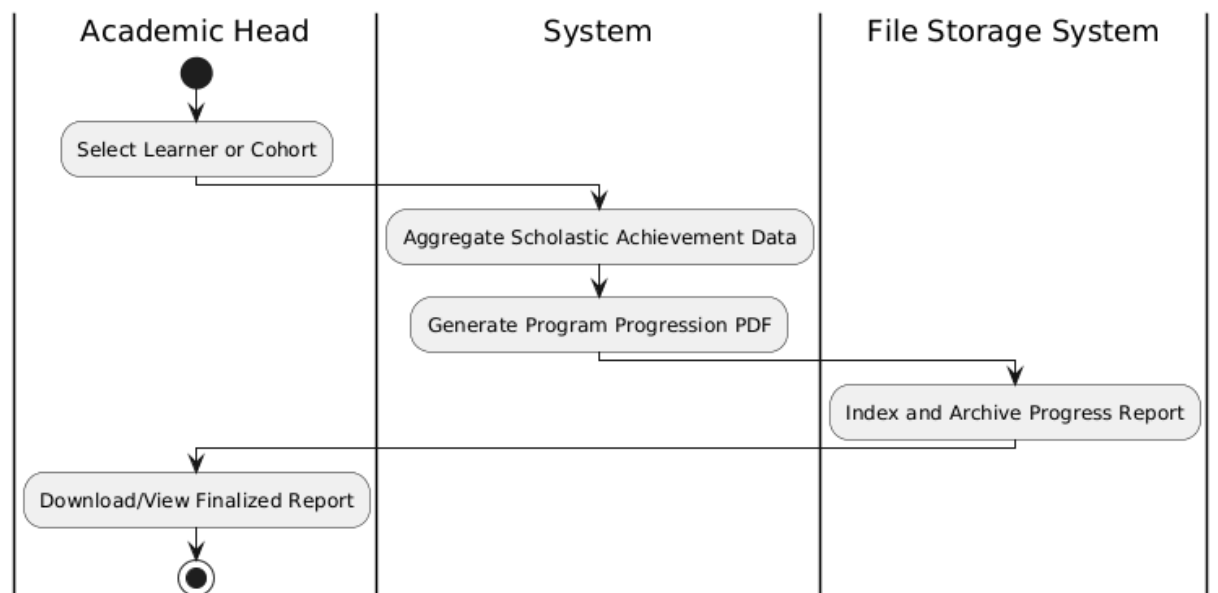 Academic Head
System
File Storage System
Select Learner or Cohort
Aggregate Scholastic Achievement Data
Generate Program Progression PDF
Index and Archive Progress Report
Download/View Finalized Report